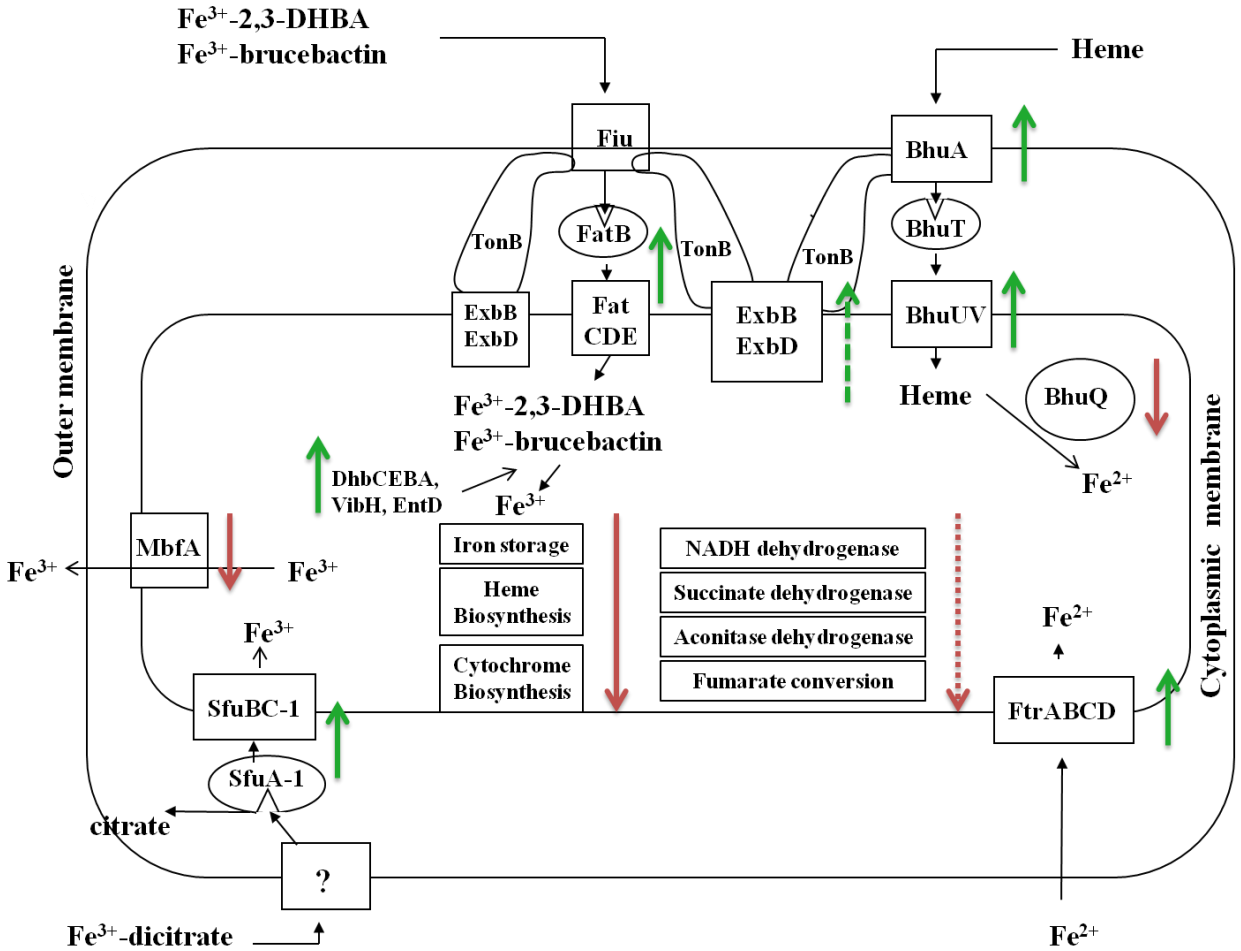 Fe³⁺-2,3-DHBA
Fe³⁺-brucebactin
Heme
Fiu
BhuA
FatB
BhuT
TonB
TonB
TonB
ExbB
ExbD
Fat
CDE
ExbB
ExbD
BhuUV
Outer membrane
Fe³⁺-2,3-DHBA
Fe³⁺-brucebactin
Heme
BhuQ
DhbCEBA,
VibH, EntD
Fe³⁺
Fe²⁺
Cytoplasmic membrane
MbfA
Fe³⁺
Fe³⁺
Iron storage
Heme
Biosynthesis
Cytochrome
Biosynthesis
NADH dehydrogenase
Succinate dehydrogenase
Aconitase dehydrogenase
Fumarate conversion
Fe³⁺
Fe²⁺
SfuBC-1
FtrABCD
SfuA-1
citrate
?
Fe³⁺-dicitrate
Fe²⁺